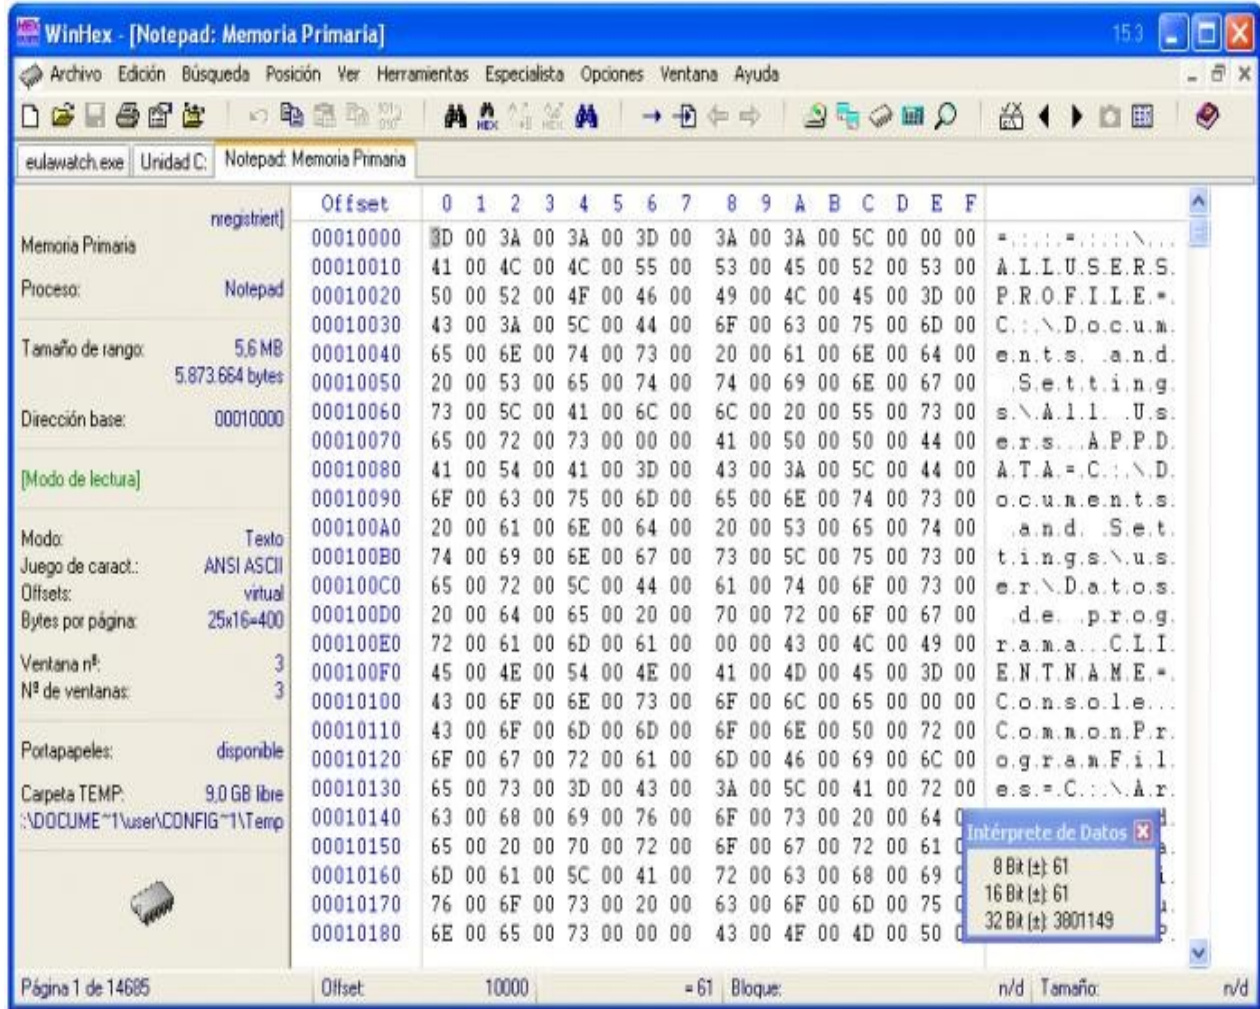 WinHex - [Notepad: Memoria Primaria] 15.3
Archivo Edición Búsqueda Posición Ver Herramientas Especialista Opciones Ventana Ayuda
eulawatch.exe Unidad C: Notepad: Memoria Primaria
nregistriert]
Memoria Primaria
Proceso: Notepad
Tamaño de rango: 5,6 MB
5.873.664 bytes
Dirección base: 00010000
[Modo de lectura]
Modo: Texto
Juego de caract.: ANSI ASCII
Offsets: virtual
Bytes por página: 25x16=400
Ventana nº: 3
Nº de ventanas: 3
Portapapeles: disponible
Carpeta TEMP: 9,0 GB libre
:\DOCUME~1\user\CONFIG~1\Temp
Offset 0 1 2 3 4 5 6 7 8 9 A B C D E F
00010000 3D 00 3A 00 3A 00 3D 00 3A 00 3A 00 5C 00 00 00 =.:.:.=.:.:.\...
00010010 41 00 4C 00 4C 00 55 00 53 00 45 00 52 00 53 00 A.L.L.U.S.E.R.S.
00010020 50 00 52 00 4F 00 46 00 49 00 4C 00 45 00 3D 00 P.R.O.F.I.L.E.=.
00010030 43 00 3A 00 5C 00 44 00 6F 00 63 00 75 00 6D 00 C.:.\.D.o.c.u.m.
00010040 65 00 6E 00 74 00 73 00 20 00 61 00 6E 00 64 00 e.n.t.s. .a.n.d.
00010050 20 00 53 00 65 00 74 00 74 00 69 00 6E 00 67 00 .S.e.t.t.i.n.g.
00010060 73 00 5C 00 41 00 6C 00 6C 00 20 00 55 00 73 00 s.\.A.l.l. .U.s.
00010070 65 00 72 00 73 00 00 00 41 00 50 00 50 00 44 00 e.r.s...A.P.P.D.
00010080 41 00 54 00 41 00 3D 00 43 00 3A 00 5C 00 44 00 A.T.A.=.C.:.\.D.
00010090 6F 00 63 00 75 00 6D 00 65 00 6E 00 74 00 73 00 o.c.u.m.e.n.t.s.
000100A0 20 00 61 00 6E 00 64 00 20 00 53 00 65 00 74 00 .a.n.d. .S.e.t.
000100B0 74 00 69 00 6E 00 67 00 73 00 5C 00 75 00 73 00 t.i.n.g.s.\.u.s.
000100C0 65 00 72 00 5C 00 44 00 61 00 74 00 6F 00 73 00 e.r.\.D.a.t.o.s.
000100D0 20 00 64 00 65 00 20 00 70 00 72 00 6F 00 67 00 .d.e. .p.r.o.g.
000100E0 72 00 61 00 6D 00 61 00 00 00 43 00 4C 00 49 00 r.a.m.a...C.L.I.
000100F0 45 00 4E 00 54 00 4E 00 41 00 4D 00 45 00 3D 00 E.N.T.N.A.M.E.=.
00010100 43 00 6F 00 6E 00 73 00 6F 00 6C 00 65 00 00 00 C.o.n.s.o.l.e...
00010110 43 00 6F 00 6D 00 6D 00 6F 00 6E 00 50 00 72 00 C.o.m.m.o.n.P.r.
00010120 6F 00 67 00 72 00 61 00 6D 00 46 00 69 00 6C 00 o.g.r.a.m.F.i.l.
00010130 65 00 73 00 3D 00 43 00 3A 00 5C 00 41 00 72 00 e.s.=.C.:.\.A.r.
00010140 63 00 68 00 69 00 76 00 6F 00 73 00 20 00 64
00010150 65 00 20 00 70 00 72 00 6F 00 67 00 72 00 61
00010160 6D 00 61 00 5C 00 41 00 72 00 63 00 68 00 69
00010170 76 00 6F 00 73 00 20 00 63 00 6F 00 6D 00 75
00010180 6E 00 65 00 73 00 00 00 43 00 4F 00 4D 00 50
Intérprete de Datos
8 Bit (±): 61
16 Bit (±): 61
32 Bit (±): 3801149
Página 1 de 14685 Offset: 10000 = 61 Bloque: n/d Tamaño: n/d